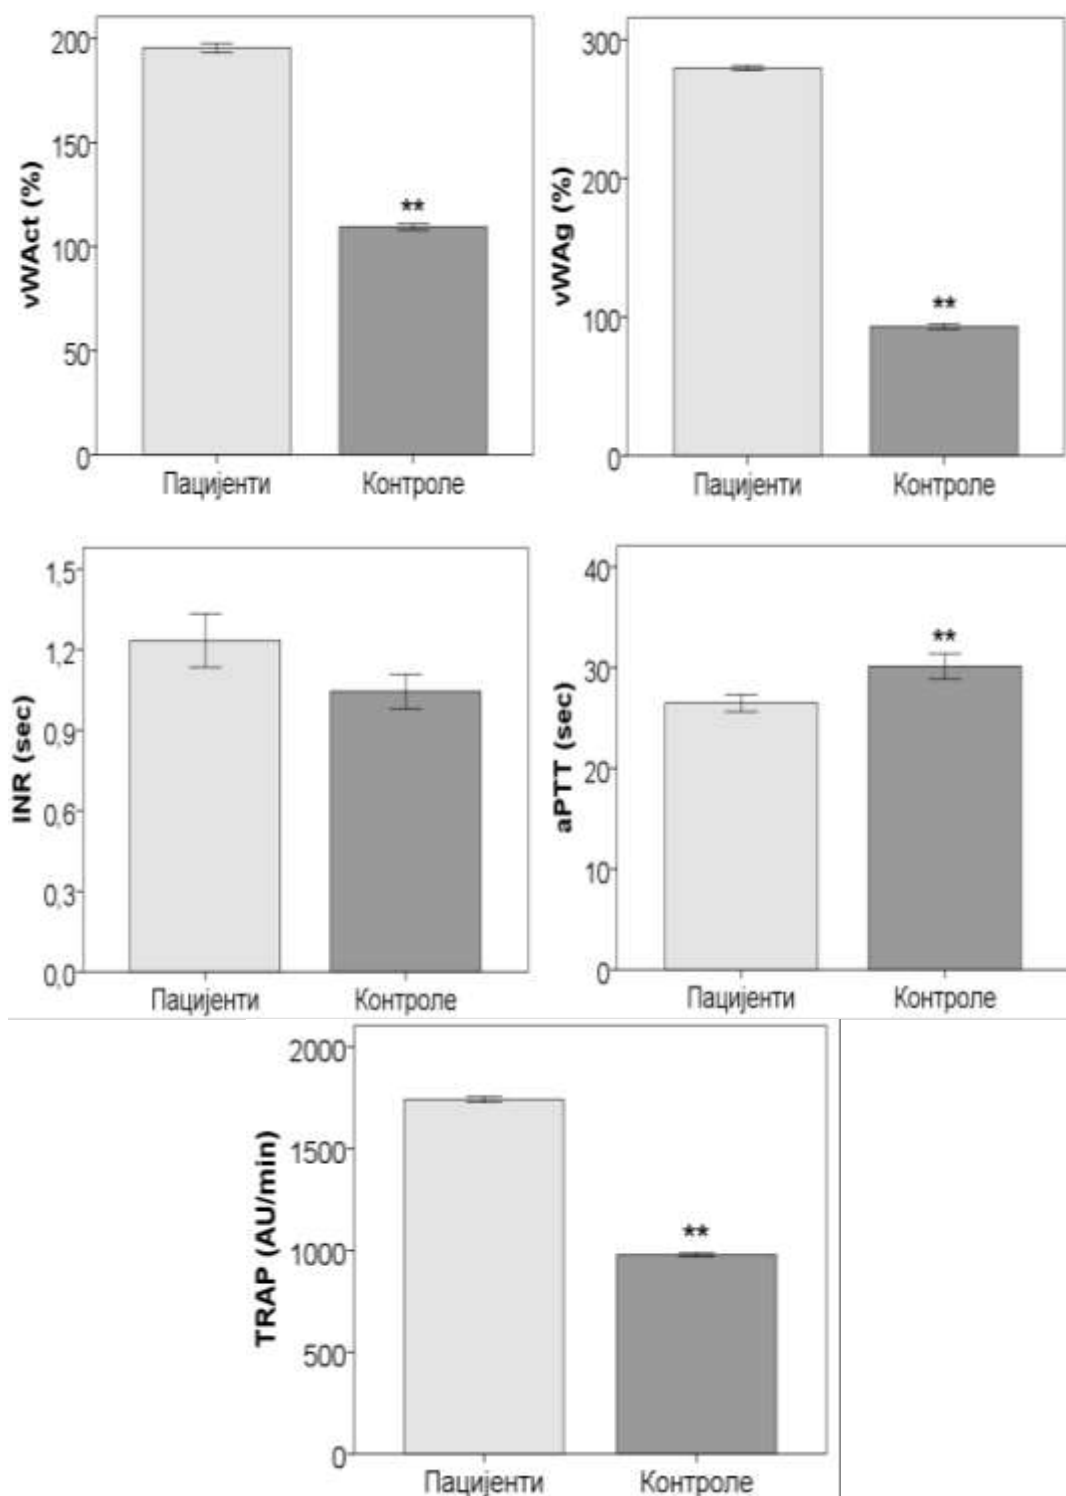 vWAct (%)
200
150
100
50
0
**
Пацијенти
Контроле
vWAg (%)
300
200
100
0
**
Пацијенти
Контроле
INR (sec)
1,5
1,2
0,9
0,6
0,3
0,0
Пацијенти
Контроле
aPTT (sec)
40
30
20
10
0
**
Пацијенти
Контроле
TRAP (AU/min)
2000
1500
1000
500
0
**
Пацијенти
Контроле